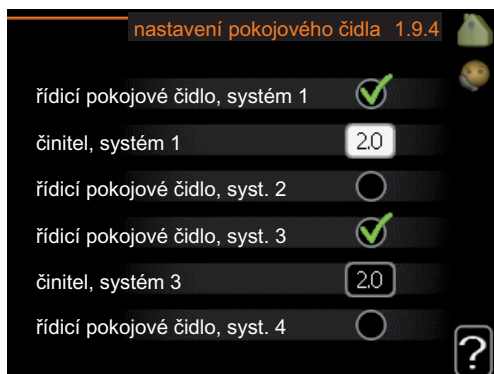 nastavení pokojového čidla 1.9.4
řídicí pokojové čidlo, systém 1
činitel, systém 1 2.0
řídicí pokojové čidlo, syst. 2
řídicí pokojové čidlo, syst. 3
činitel, systém 3 2.0
řídicí pokojové čidlo, syst. 4
?